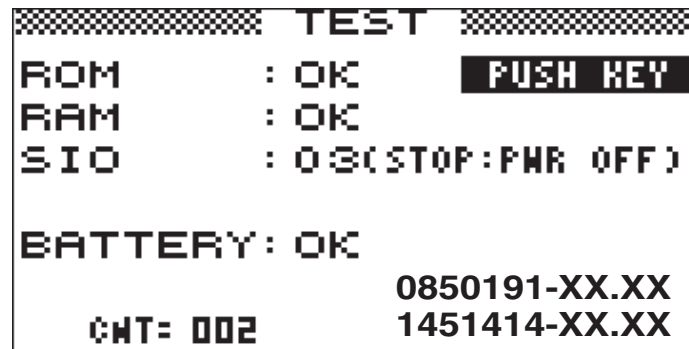 TEST
ROM : OK PUSH KEY
RAM : OK
SIO : 03(STOP:PWR OFF)
BATTERY: OK
0850191-XX.XX
CNT= 002 1451414-XX.XX